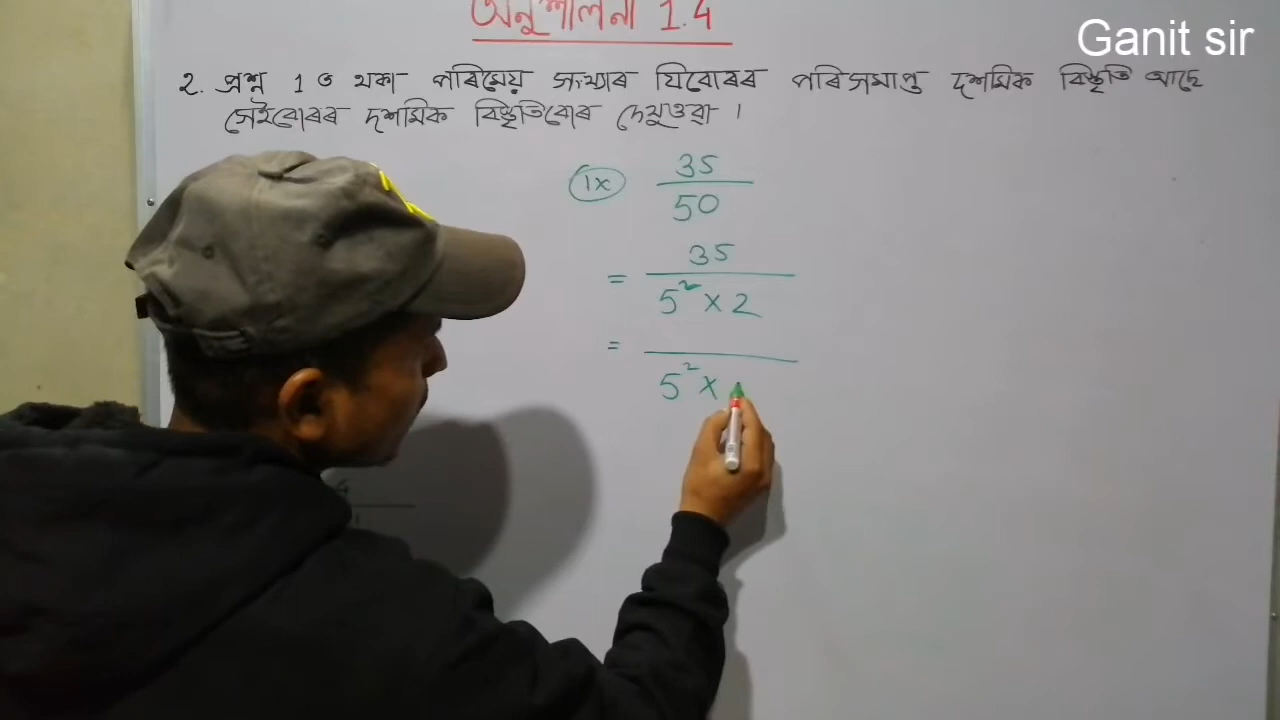 অনুশীলনী 1.4
Ganit sir
2. প্ৰশ্ন 1 ত থকা পৰিমেয় সংখ্যাৰ যিবোৰৰ পৰিসমাপ্ত দশমিক বিস্তৃতি আছে
সেইবোৰৰ দশমিক বিস্তৃতিবোৰ দেখুওৱা ।
ix 35/50
= 35/5² × 2
= /5² ×